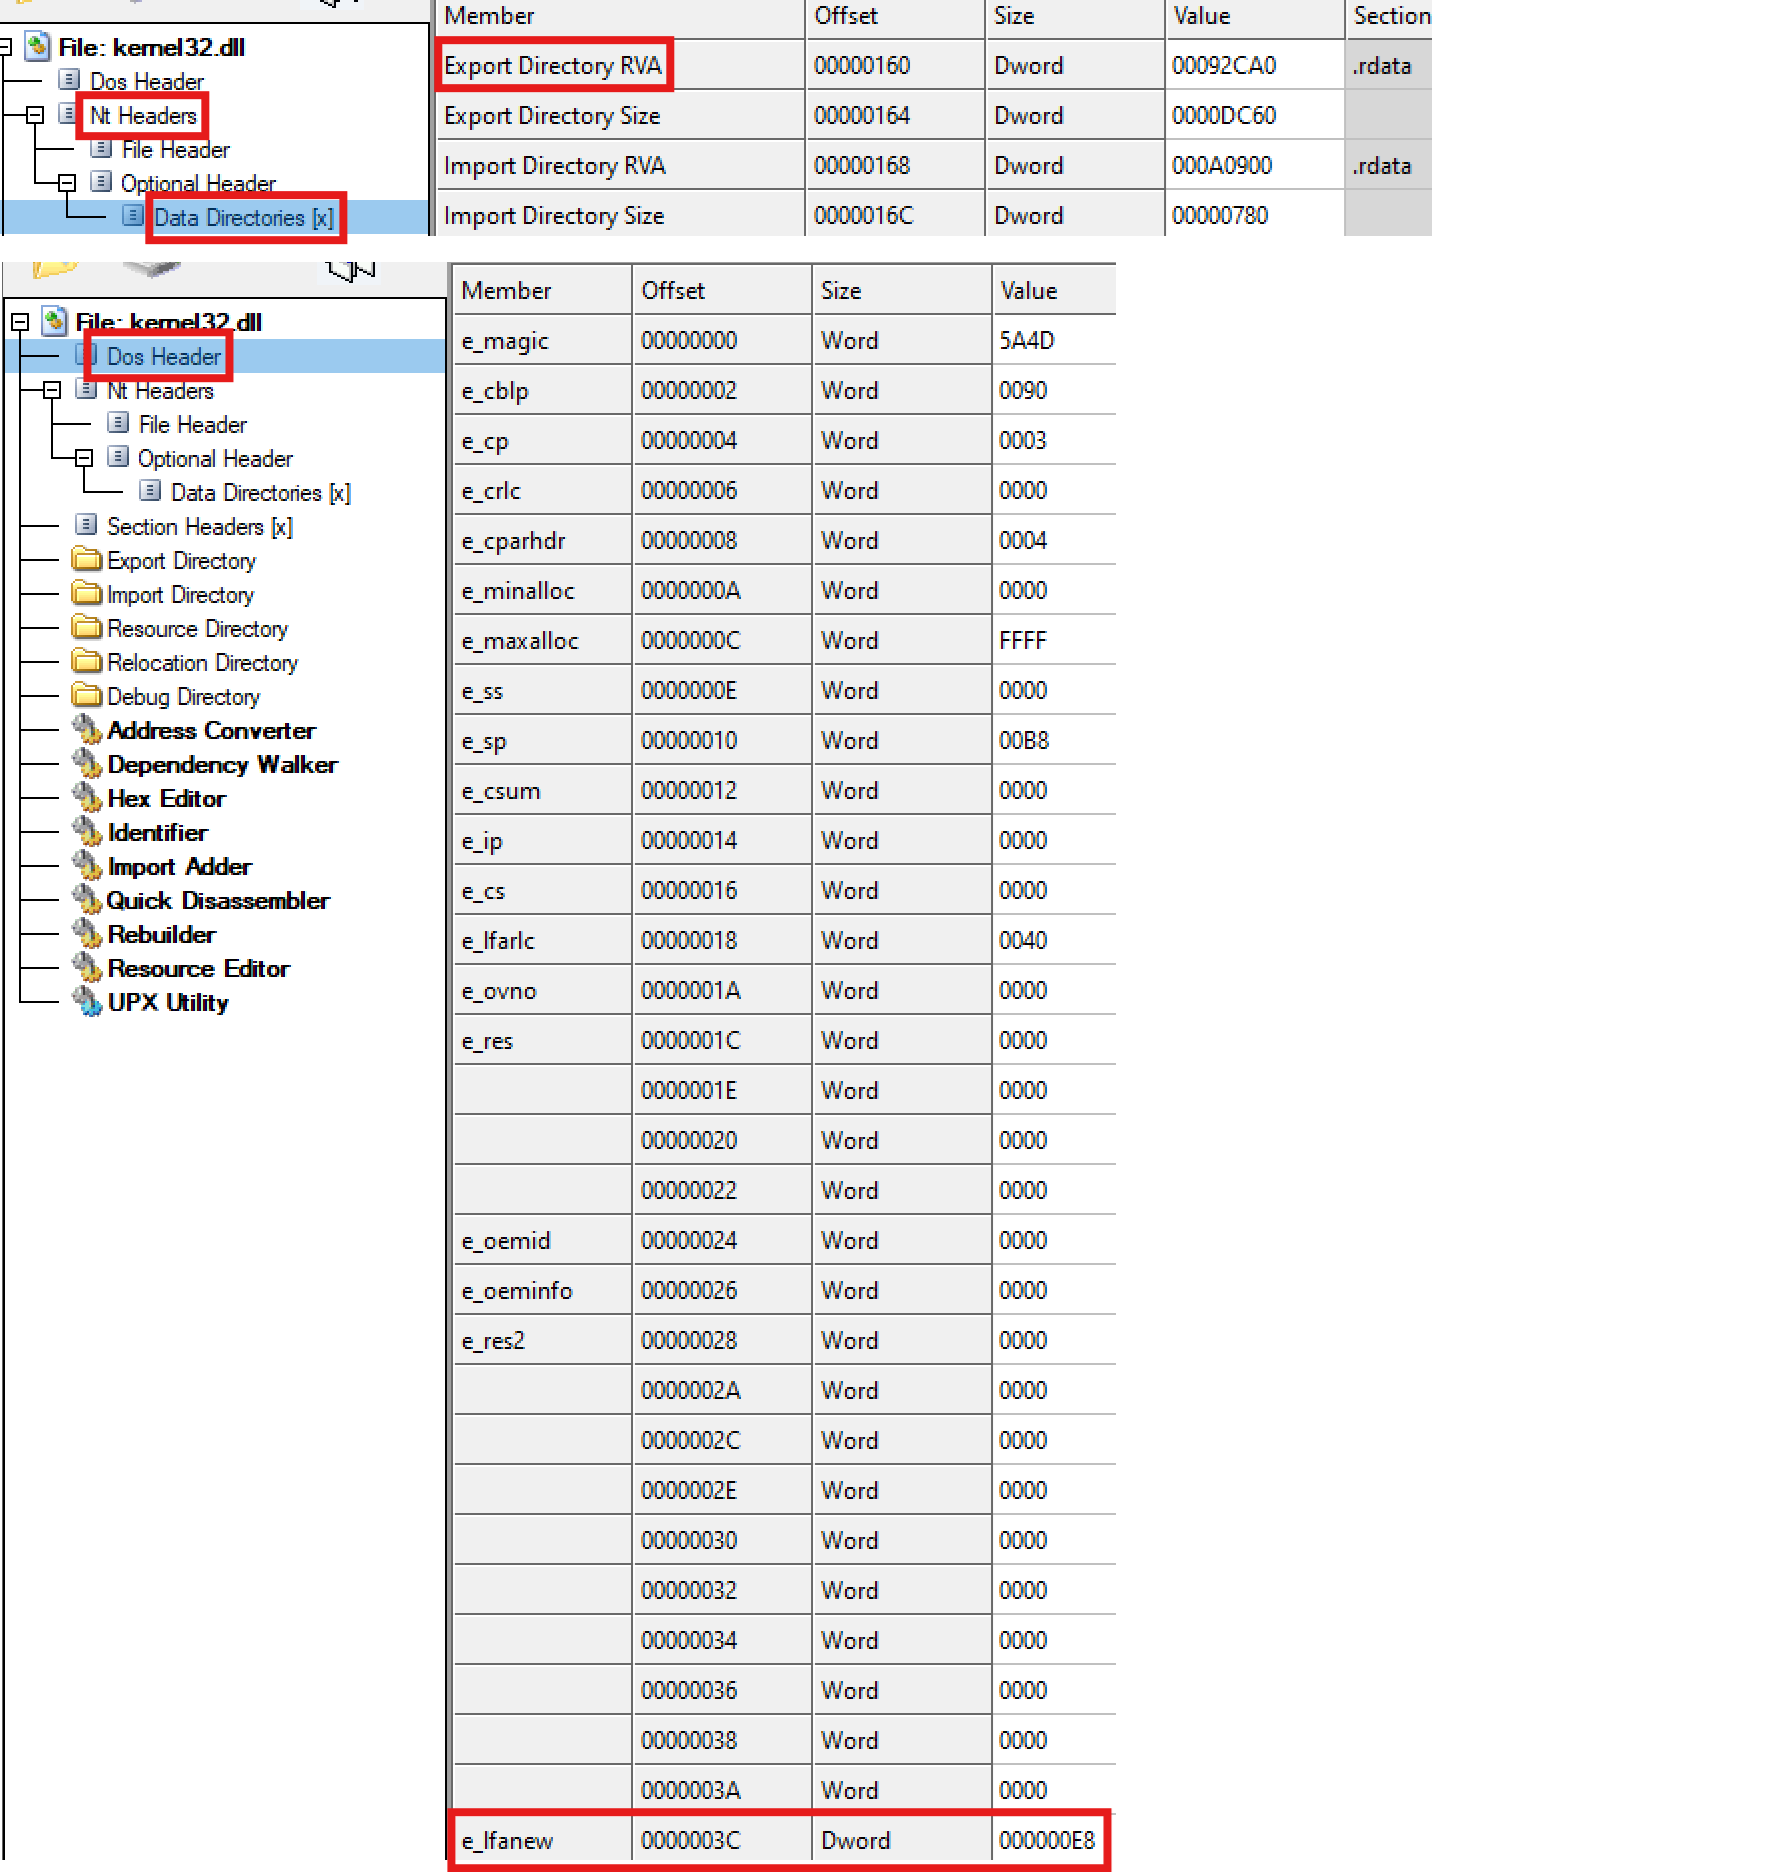 File: kernel32.dll
Dos Header
Nt Headers
File Header
Optional Header
Data Directories [x]
Member Offset Size Value Section
Export Directory RVA 00000160 Dword 00092CA0 .rdata
Export Directory Size 00000164 Dword 0000DC60
Import Directory RVA 00000168 Dword 000A0900 .rdata
Import Directory Size 0000016C Dword 00000780
File: kernel32.dll
Dos Header
Nt Headers
File Header
Optional Header
Data Directories [x]
Section Headers [x]
Export Directory
Import Directory
Resource Directory
Relocation Directory
Debug Directory
Address Converter
Dependency Walker
Hex Editor
Identifier
Import Adder
Quick Disassembler
Rebuilder
Resource Editor
UPX Utility
Member Offset Size Value
e_magic 00000000 Word 5A4D
e_cblp 00000002 Word 0090
e_cp 00000004 Word 0003
e_crlc 00000006 Word 0000
e_cparhdr 00000008 Word 0004
e_minalloc 0000000A Word 0000
e_maxalloc 0000000C Word FFFF
e_ss 0000000E Word 0000
e_sp 00000010 Word 00B8
e_csum 00000012 Word 0000
e_ip 00000014 Word 0000
e_cs 00000016 Word 0000
e_lfarlc 00000018 Word 0040
e_ovno 0000001A Word 0000
e_res 0000001C Word 0000
0000001E Word 0000
00000020 Word 0000
00000022 Word 0000
e_oemid 00000024 Word 0000
e_oeminfo 00000026 Word 0000
e_res2 00000028 Word 0000
0000002A Word 0000
0000002C Word 0000
0000002E Word 0000
00000030 Word 0000
00000032 Word 0000
00000034 Word 0000
00000036 Word 0000
00000038 Word 0000
0000003A Word 0000
e_lfanew 0000003C Dword 000000E8